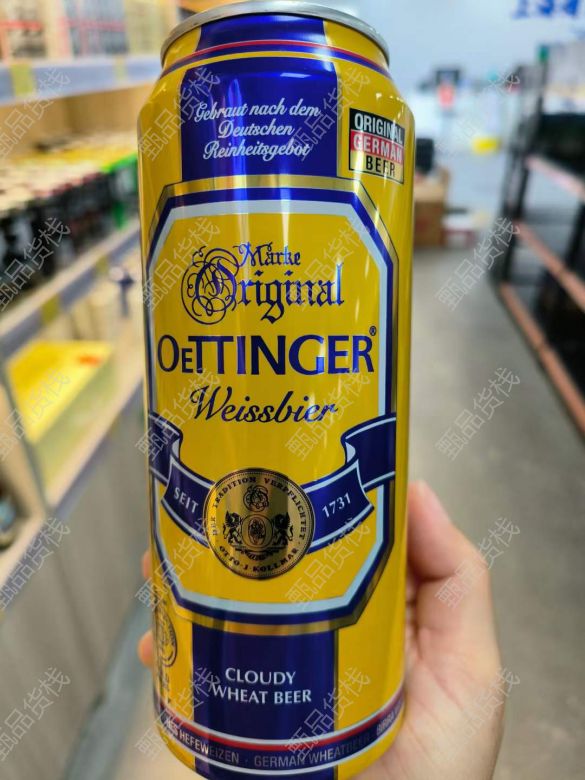 Gebraut nach dem
Deutschen
Reinheitsgebot
ORIGINAL
GERMAN
BEER
Marke
Original
OETTINGER®
Weissbier
SEIT 1731
DER TRADITION VERPFLICHTET
OTTO·J·KOLLMAR
CLOUDY
WHEAT BEER
HEFEWEIZEN · GERMAN WHEATBEER · BIRRA
甄品货栈